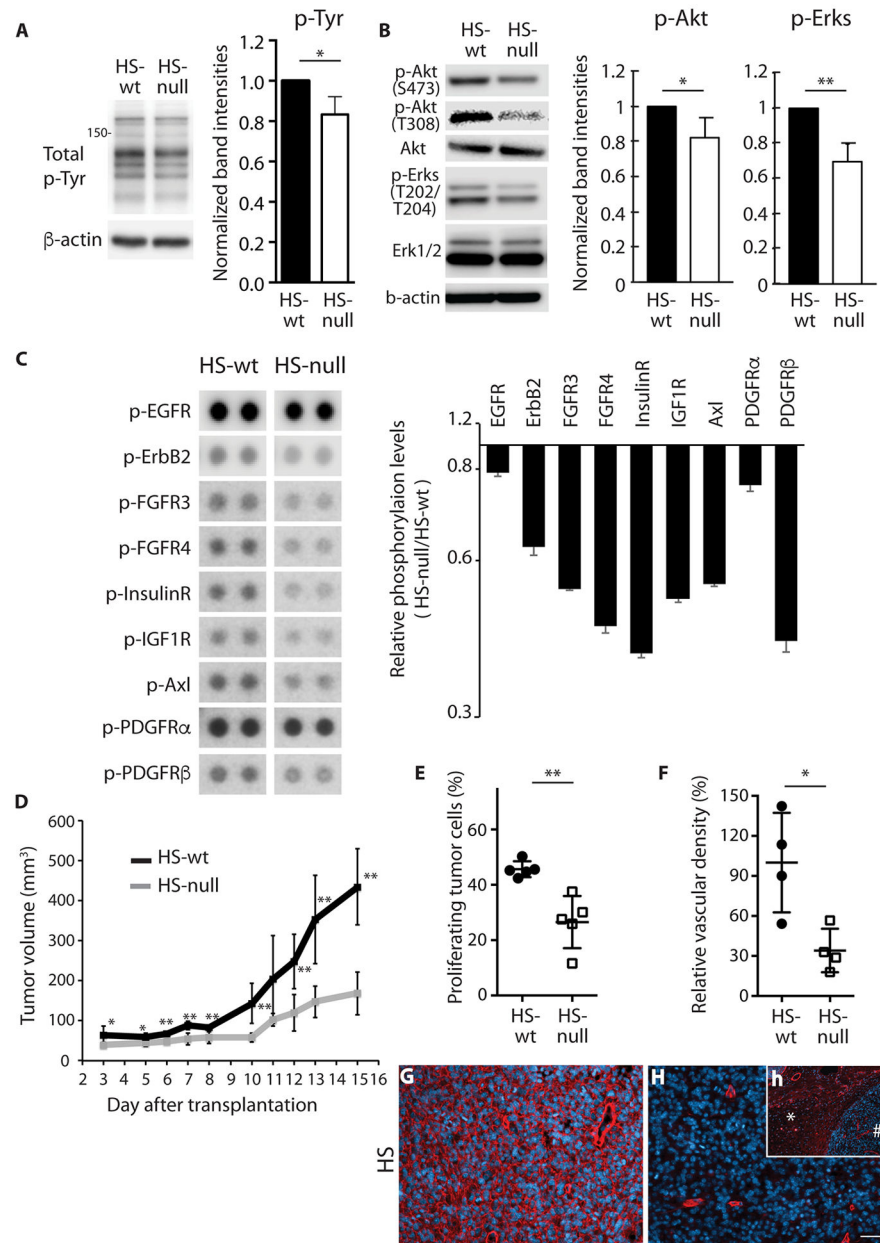 A
HS-
wt
HS-
null
150-
Total
p-Tyr
β-actin
p-Tyr
Normalized band intensities
1.2
1.0
0.8
0.6
0.4
0.2
0.0
*
HS-
wt
HS-
null
B
HS-
wt
HS-
null
p-Akt
(S473)
p-Akt
(T308)
Akt
p-Erks
(T202/
T204)
Erk1/2
b-actin
p-Akt
Normalized band intensities
1.2
1
0.8
0.6
0.4
0.2
0
*
HS-
wt
HS-
null
p-Erks
1.2
1
0.8
0.6
0.4
0.2
0
**
HS-
wt
HS-
null
C
HS-wt HS-null
p-EGFR
p-ErbB2
p-FGFR3
p-FGFR4
p-InsulinR
p-IGF1R
p-Axl
p-PDGFRα
p-PDGFRβ
Relative phosphorylaion levels
( HS-null/HS-wt )
1.2
0.8
0.6
0.3
EGFR
ErbB2
FGFR3
FGFR4
InsulinR
IGF1R
Axl
PDGFRα
PDGFRβ
D
Tumor volume (mm³)
600
500
400
300
200
100
0
HS-wt
HS-null
*
*
**
**
**
**
**
**
**
2 3 4 5 6 7 8 9 10 11 12 13 14 15 16
Day after transplantation
E
Proliferating tumor cells (%)
60
40
20
0
**
HS-
wt
HS-
null
F
Relative vascular density (%)
150
120
90
60
30
0
*
HS-
wt
HS-
null
HS
G
H
h
*
#